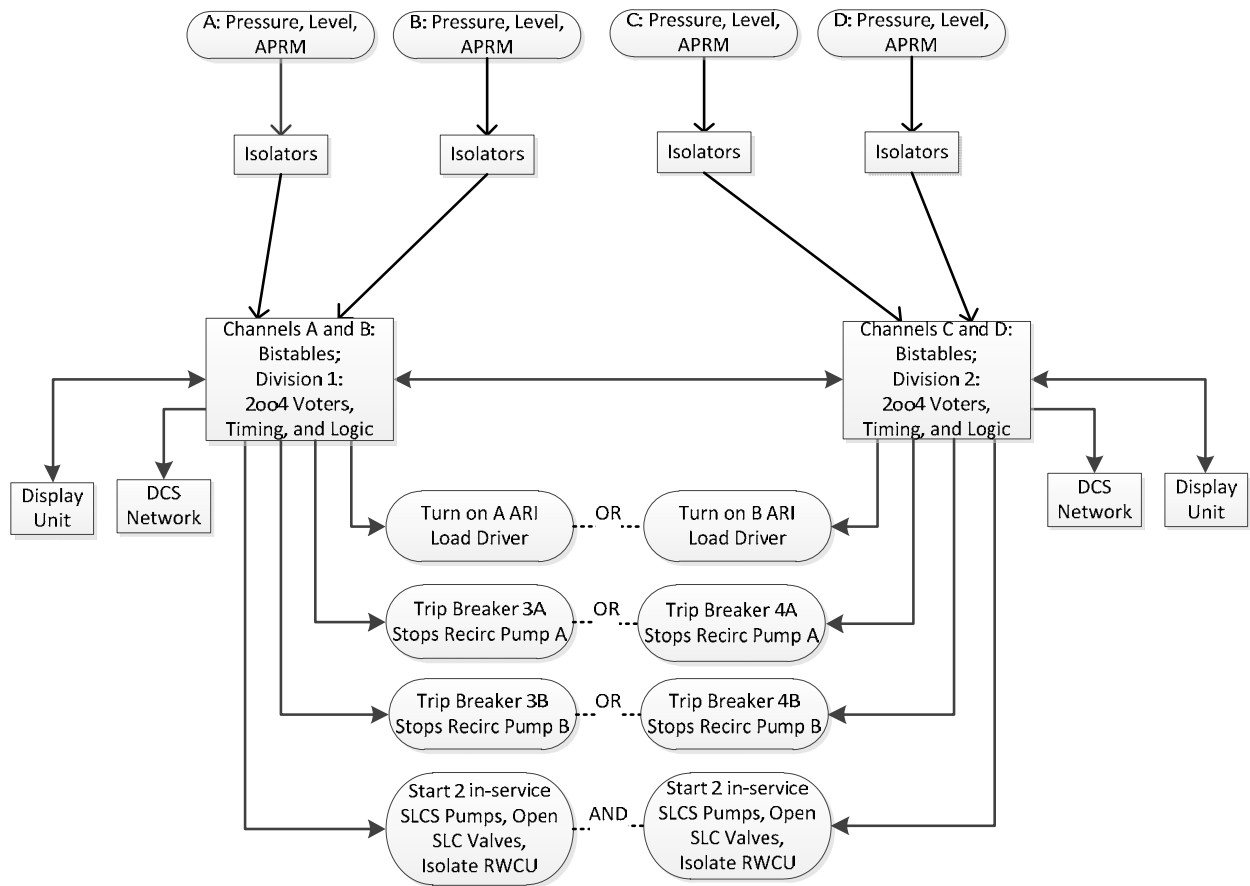 A: Pressure, Level,
APRM
B: Pressure, Level,
APRM
C: Pressure, Level,
APRM
D: Pressure, Level,
APRM
Isolators
Isolators
Isolators
Isolators
Channels A and B:
Bistables;
Division 1:
2oo4 Voters,
Timing, and Logic
Channels C and D:
Bistables;
Division 2:
2oo4 Voters,
Timing, and Logic
Display
Unit
DCS
Network
DCS
Network
Display
Unit
Turn on A ARI
Load Driver
OR
Turn on B ARI
Load Driver
Trip Breaker 3A
Stops Recirc Pump A
OR
Trip Breaker 4A
Stops Recirc Pump A
Trip Breaker 3B
Stops Recirc Pump B
OR
Trip Breaker 4B
Stops Recirc Pump B
Start 2 in-service
SLCS Pumps, Open
SLC Valves,
Isolate RWCU
AND
Start 2 in-service
SLCS Pumps, Open
SLC Valves,
Isolate RWCU